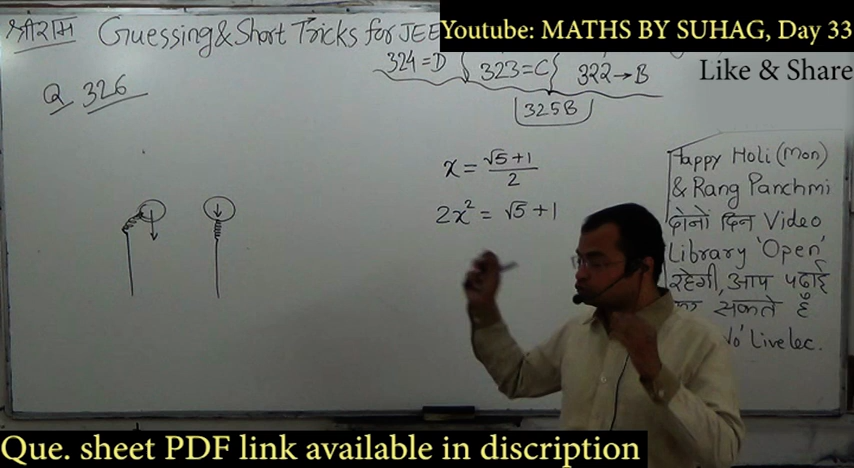 श्रीराम Guessing & Short Tricks for JEE
Youtube: MATHS BY SUHAG, Day 33
Like & Share
324 = D 323 = C 322 → B
325 B
Q 326
x = √5+1 / 2
2x² = √5 + 1
Happy Holi (Mon)
& Rang Panchmi
दोनों दिन Video
Library 'Open'
रहेगी, आप पढाई
कर सकते हैं
Live lec.
Que. sheet PDF link available in discription